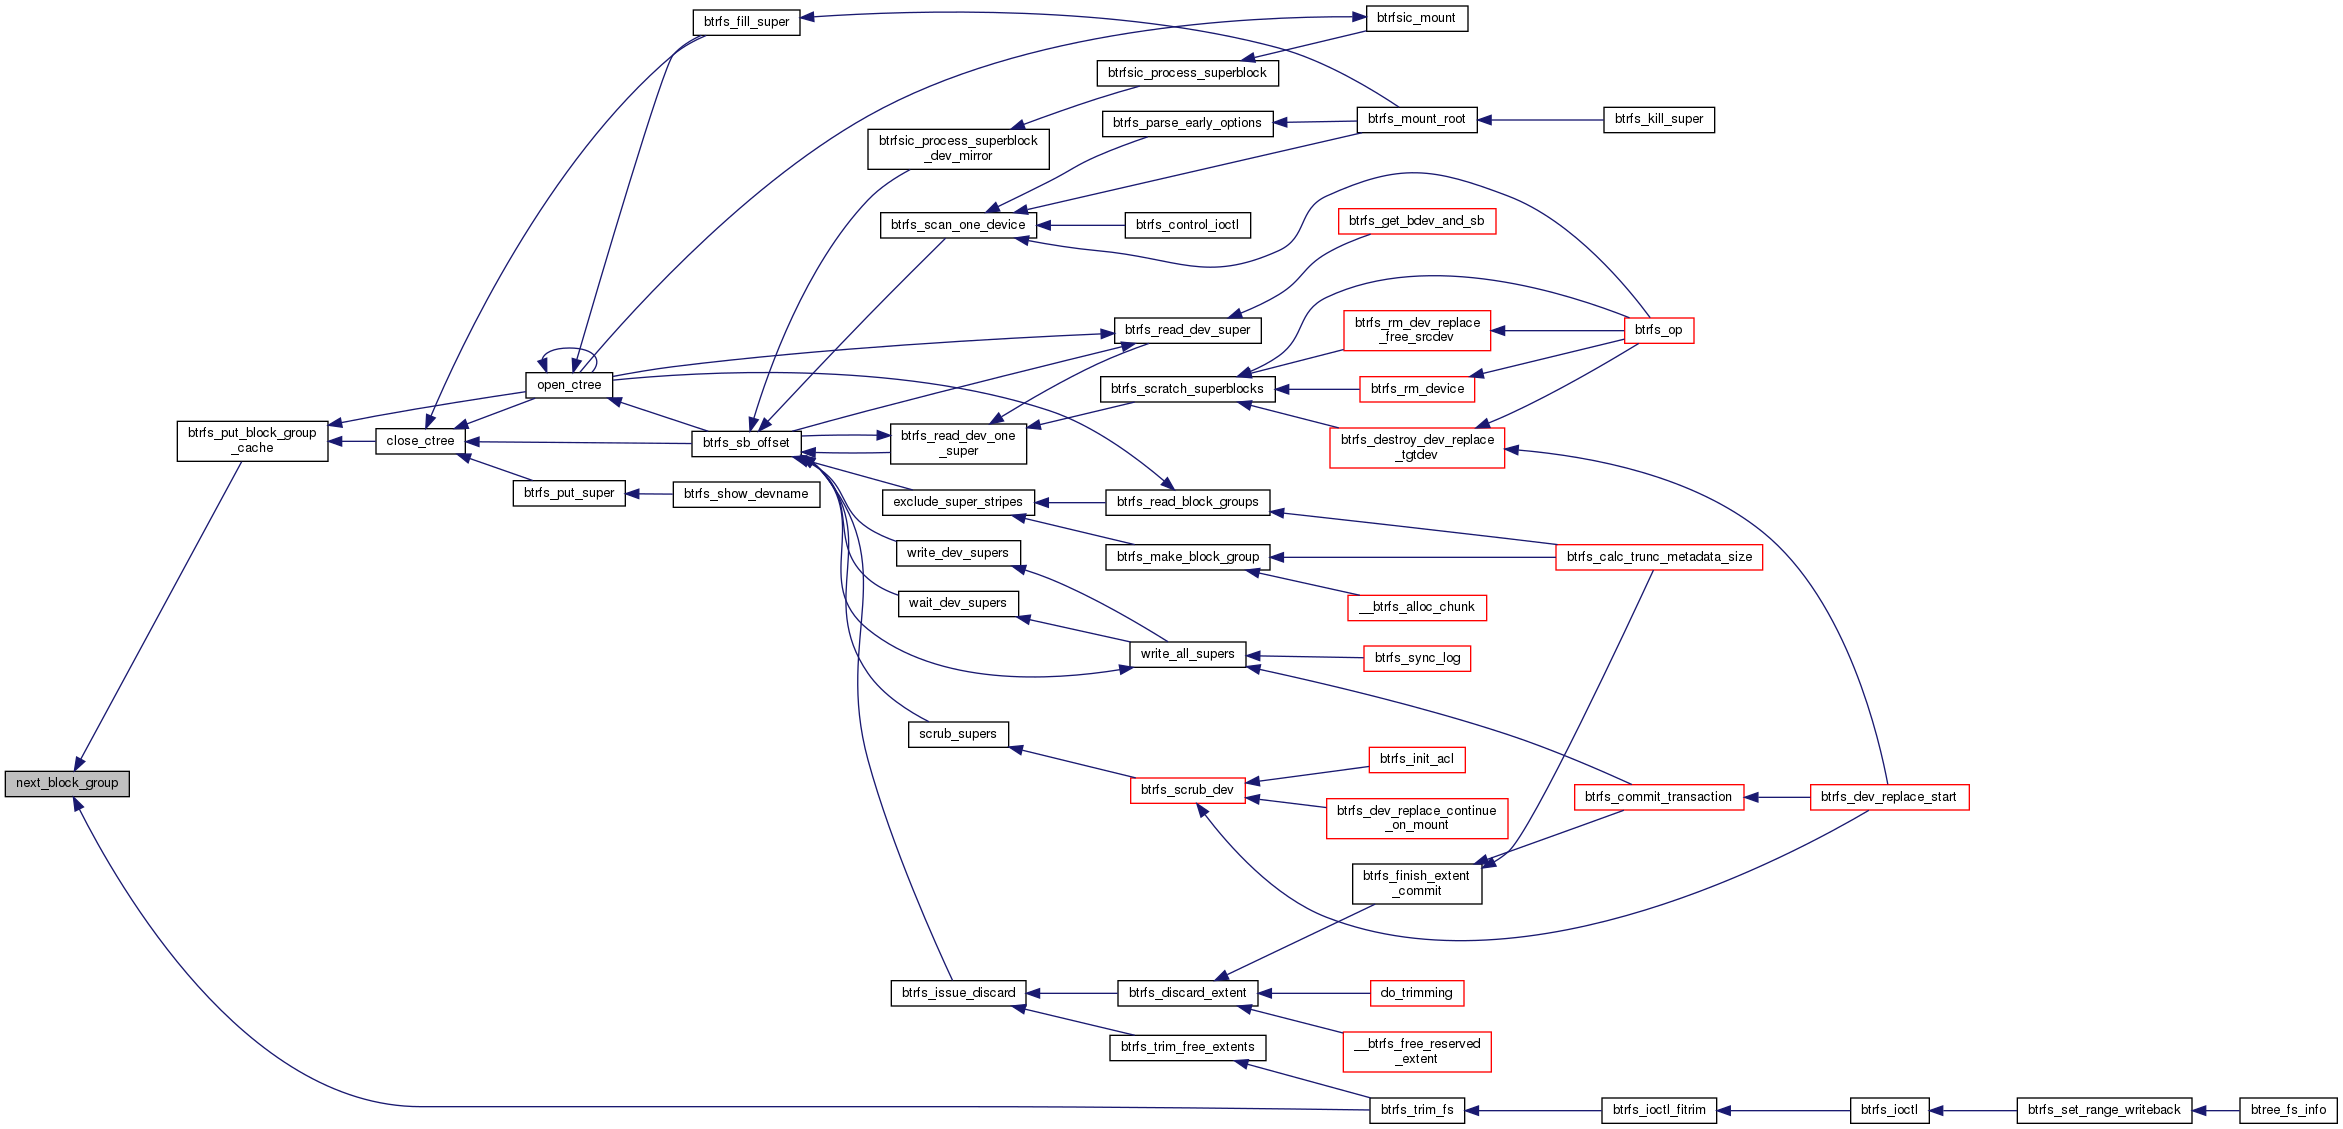 btrfs_fill_super
btrfsic_mount
btrfsic_process_superblock
btrfs_parse_early_options
btrfs_mount_root
btrfs_kill_super
btrfsic_process_superblock
_dev_mirror
btrfs_scan_one_device
btrfs_control_ioctl
btrfs_get_bdev_and_sb
btrfs_read_dev_super
btrfs_rm_dev_replace
_free_srcdev
btrfs_op
open_ctree
btrfs_scratch_superblocks
btrfs_rm_device
btrfs_put_block_group
_cache
close_ctree
btrfs_sb_offset
btrfs_read_dev_one
_super
btrfs_destroy_dev_replace
_tgtdev
btrfs_put_super
btrfs_show_devname
exclude_super_stripes
btrfs_read_block_groups
write_dev_supers
btrfs_make_block_group
btrfs_calc_trunc_metadata_size
wait_dev_supers
__btrfs_alloc_chunk
write_all_supers
btrfs_sync_log
scrub_supers
btrfs_init_acl
next_block_group
btrfs_scrub_dev
btrfs_dev_replace_continue
_on_mount
btrfs_commit_transaction
btrfs_dev_replace_start
btrfs_finish_extent
_commit
btrfs_issue_discard
btrfs_discard_extent
do_trimming
btrfs_trim_free_extents
__btrfs_free_reserved
_extent
btrfs_trim_fs
btrfs_ioctl_fitrim
btrfs_ioctl
btrfs_set_range_writeback
btree_fs_info